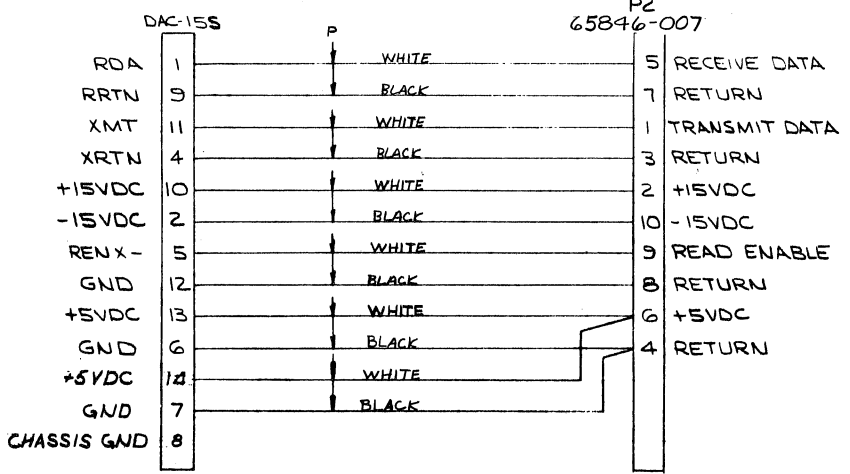 P2
DAC-15S 65846-007
P
RDA 1 WHITE 5 RECEIVE DATA
RRTN 9 BLACK 7 RETURN
XMT 11 WHITE 1 TRANSMIT DATA
XRTN 4 BLACK 3 RETURN
+15VDC 10 WHITE 2 +15VDC
-15VDC 2 BLACK 10 -15VDC
RENX- 5 WHITE 9 READ ENABLE
GND 12 BLACK 8 RETURN
+5VDC 13 WHITE 6 +5VDC
GND 6 BLACK 4 RETURN
+5VDC 14 WHITE
GND 7 BLACK
CHASSIS GND 8